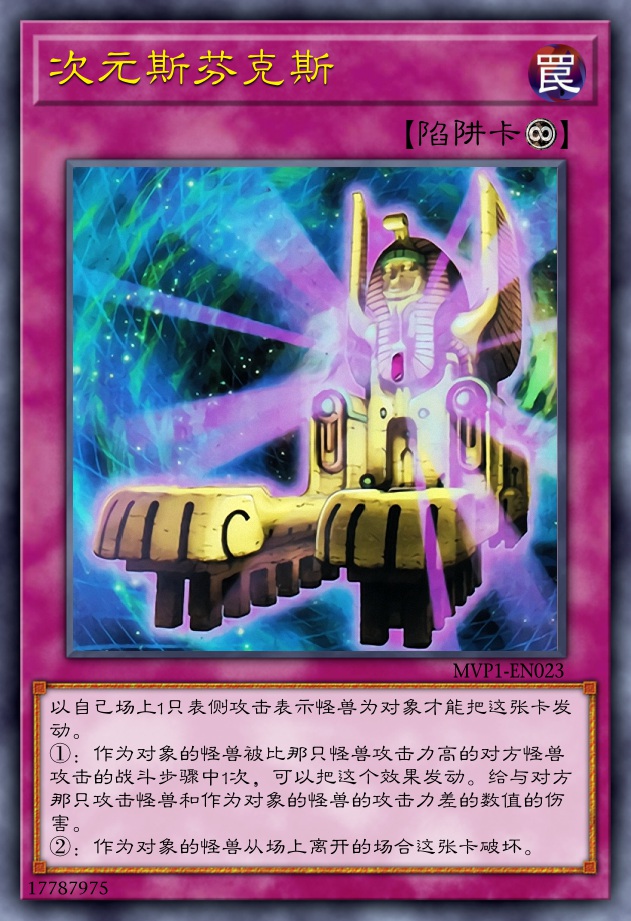 次元斯芬克斯
罠
【陷阱卡】
MVP1-EN023
以自己场上1只表侧攻击表示怪兽为对象才能把这张卡发
动。
①：作为对象的怪兽被比那只怪兽攻击力高的对方怪兽
攻击的战斗步骤中1次，可以把这个效果发动。给与对方
那只攻击怪兽和作为对象的怪兽的攻击力差的数值的伤
害。
②：作为对象的怪兽从场上离开的场合这张卡破坏。
17787975